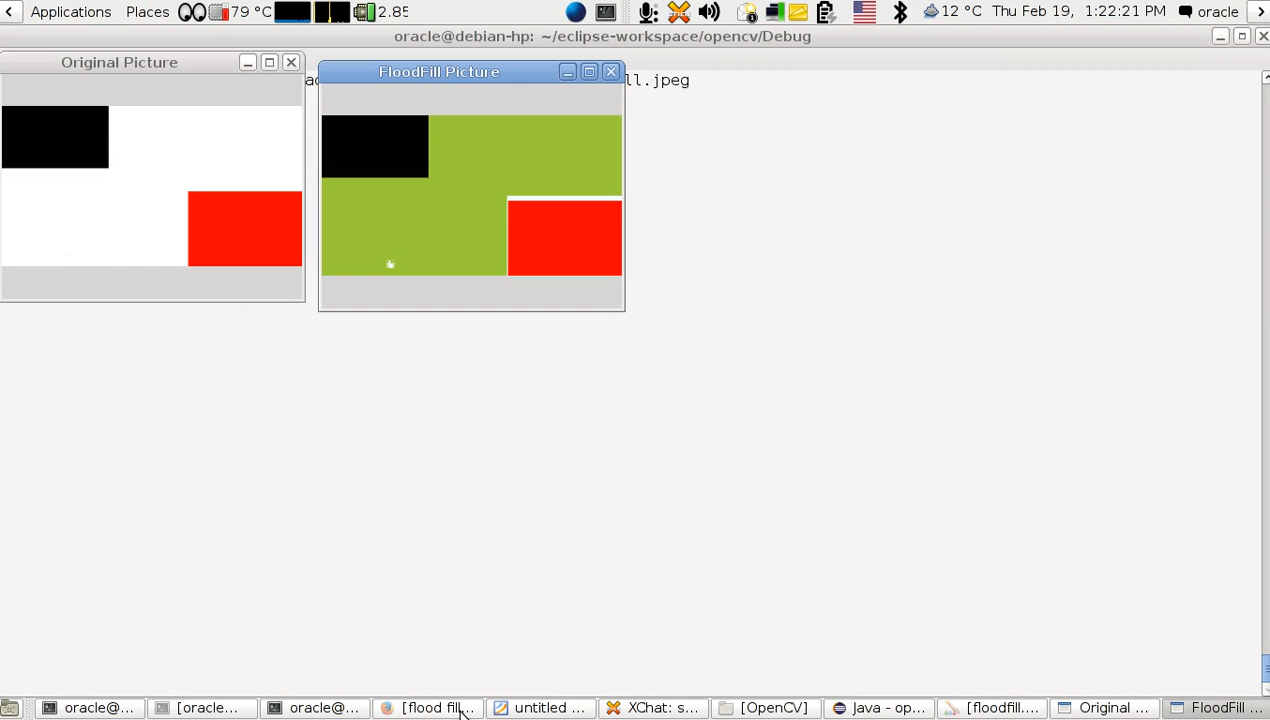 Applications Places 79 °C 2.85 12 °C Thu Feb 19, 1:22:21 PM oracle
oracle@debian-hp: ~/eclipse-workspace/opencv/Debug
Original Picture
FloodFill Picture
ll.jpeg
oracle@... [oracle... oracle@... [flood fill... untitled ... XChat: s... [OpenCV] Java - op... [floodfill.... Original ... FloodFill ...